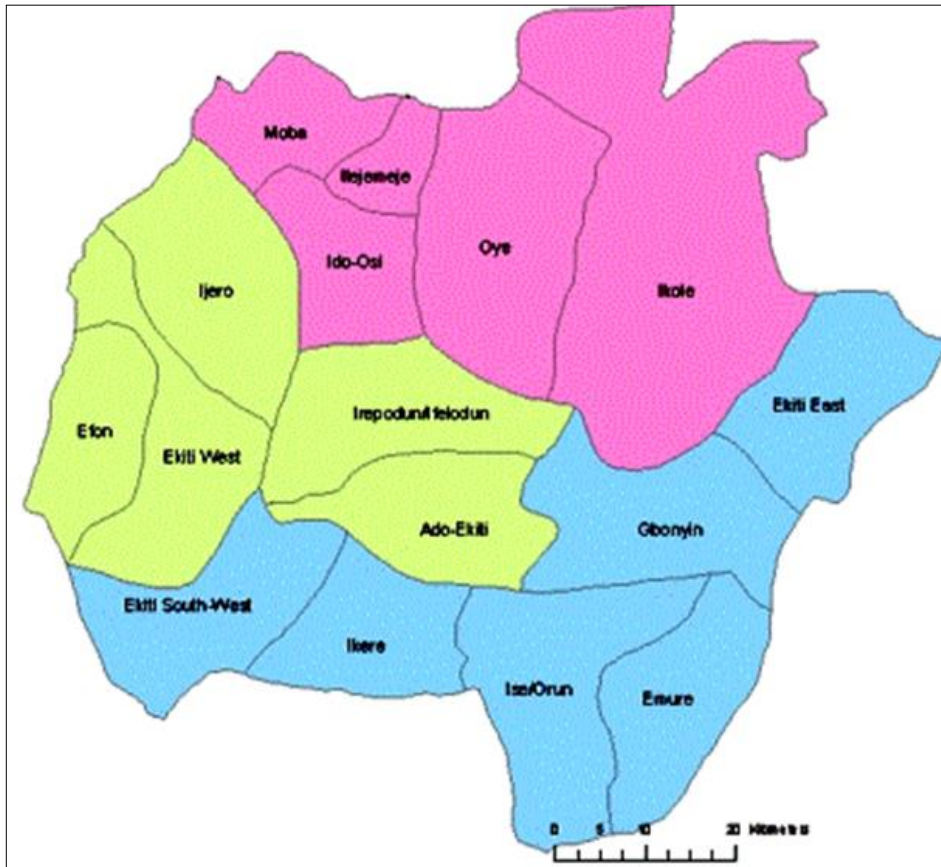 Moba
Ilejemeje
Ido-Osi
Oye
Ikole
Ijero
Ekiti East
Irepodun/Ifelodun
Efon
Ekiti West
Ado-Ekiti
Gbonyin
Ekiti South-West
Ikere
Ise/Orun
Emure
0 5 10 20 Kilometers